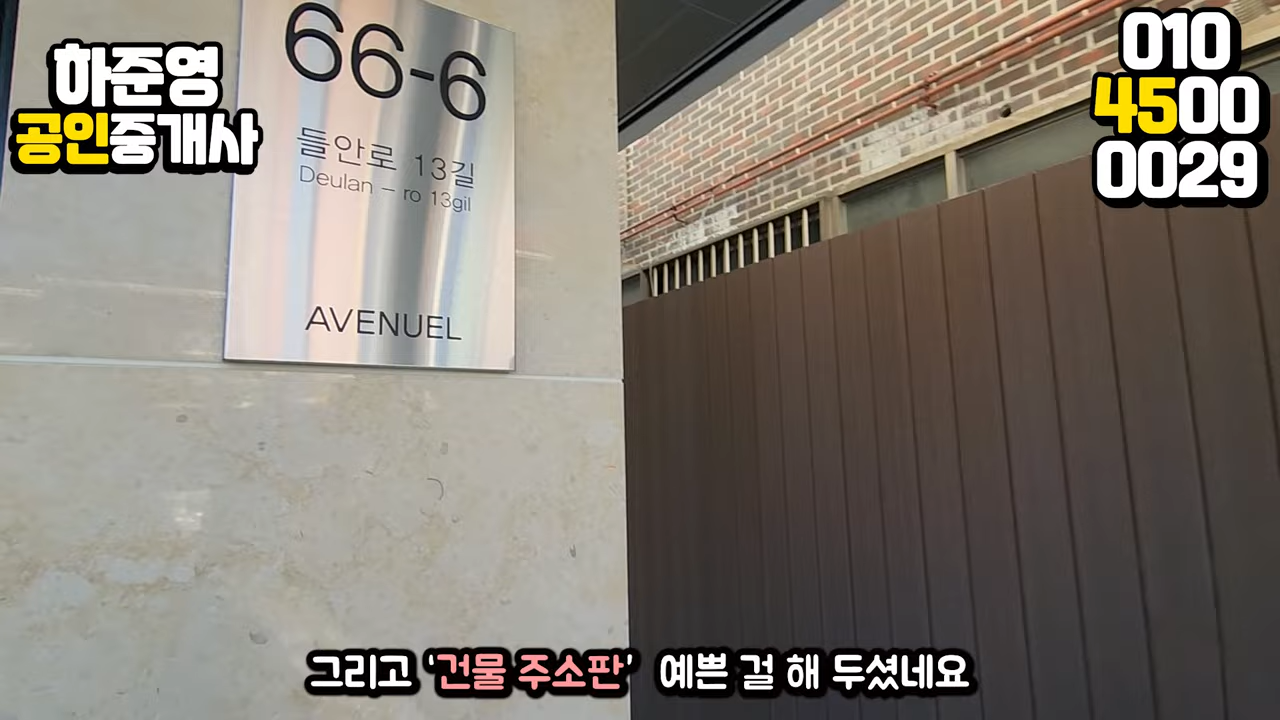 하준영
공인중개사
010
4500
0029
66-6
들안로 13길
Deulan - ro 13gil
AVENUEL
그리고 '건물 주소판' 예쁜 걸 해 두셨네요